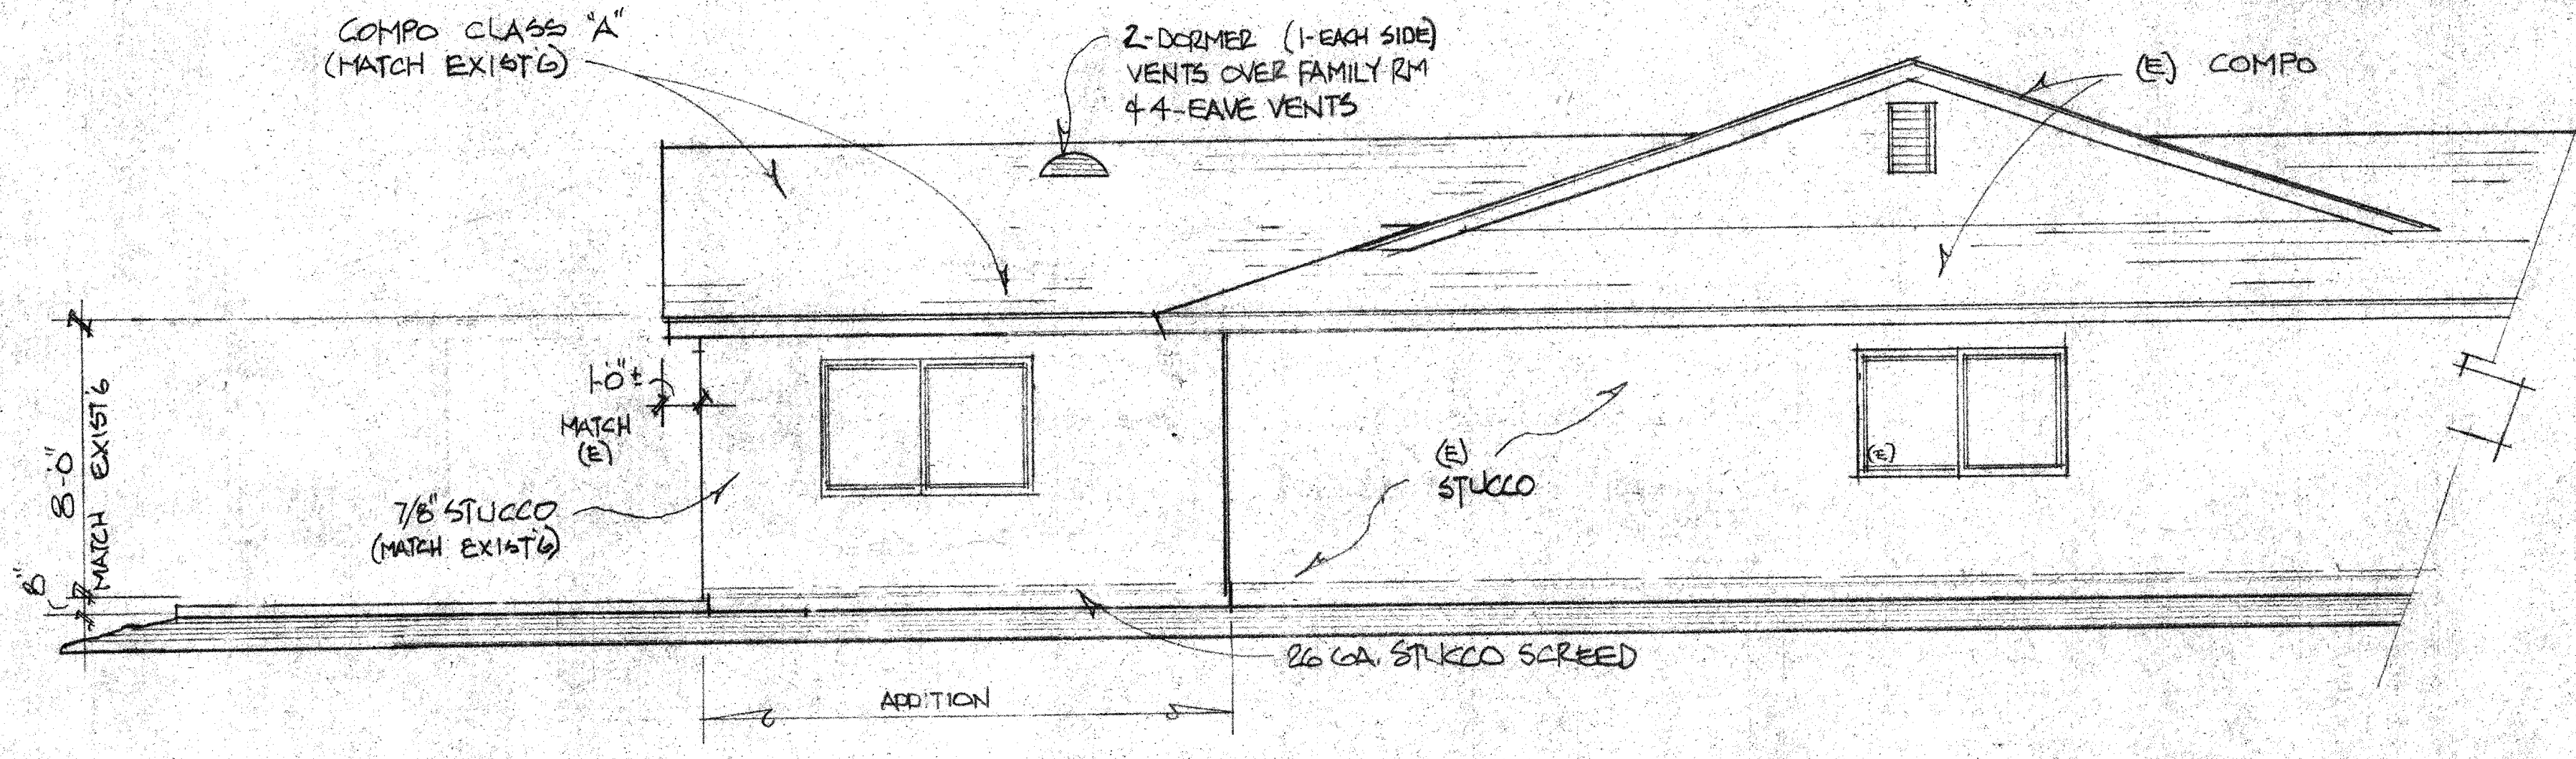 COMPO CLASS "A"
(MATCH EXIST'G)
2-DORMER (1-EACH SIDE)
VENTS OVER FAMILY RM
& 4-EAVE VENTS
(E) COMPO
1'-0" ±
MATCH
(E)
8'-0"
MATCH EXIST'G
8"
7/8" STUCCO
(MATCH EXIST'G)
(E)
STUCCO
(E)
26 GA. STUCCO SCREED
ADDITION